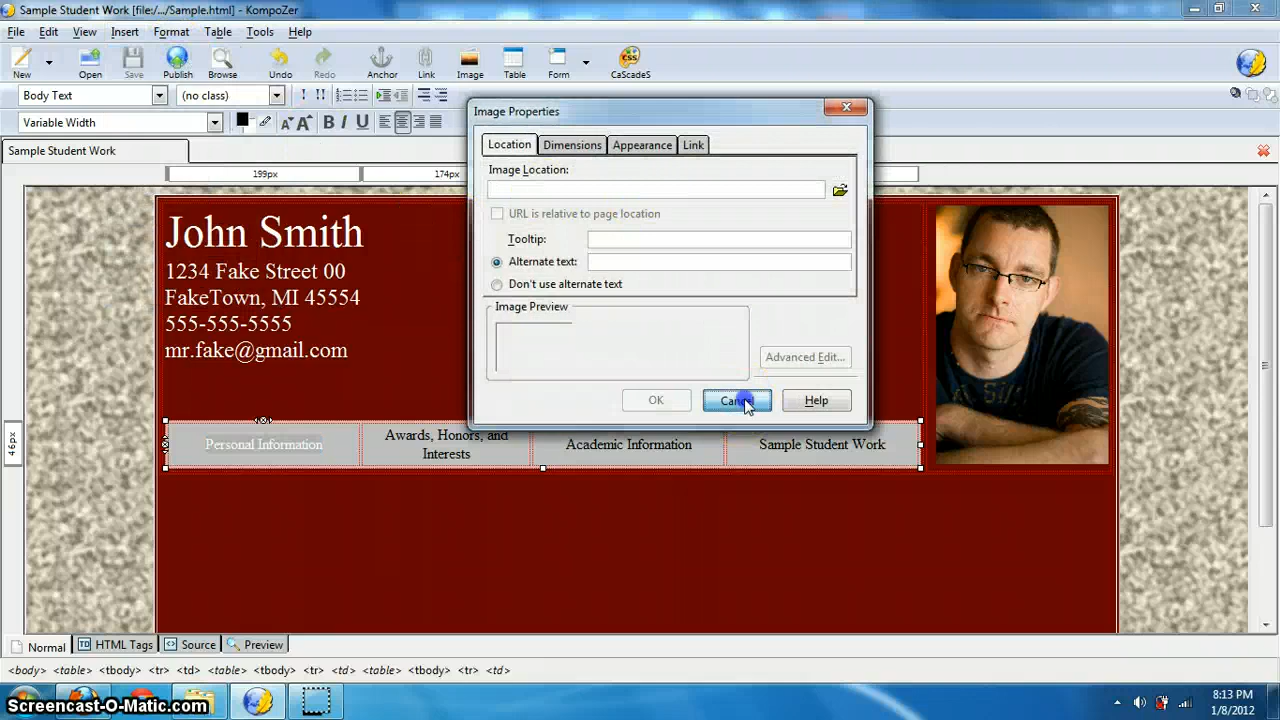 Sample Student Work [file:/.../Sample.html] - KompoZer
File Edit View Insert Format Table Tools Help
New Open Save Publish Browse Undo Redo Anchor Link Image Table Form CaScadeS
Body Text (no class)
Variable Width
Sample Student Work
199px 174px
46px
John Smith
1234 Fake Street 00
FakeTown, MI 45554
555-555-5555
mr.fake@gmail.com
Image Properties
Location Dimensions Appearance Link
Image Location:
URL is relative to page location
Tooltip:
Alternate text:
Don't use alternate text
Image Preview
Advanced Edit...
OK Cancel Help
Personal Information
Awards, Honors, and
Interests
Academic Information
Sample Student Work
Normal HTML Tags Source Preview
<body> <table> <tbody> <tr> <td> <table> <tbody> <tr> <td> <table> <tbody> <tr> <td>
Screencast-O-Matic.com
8:13 PM
1/8/2012